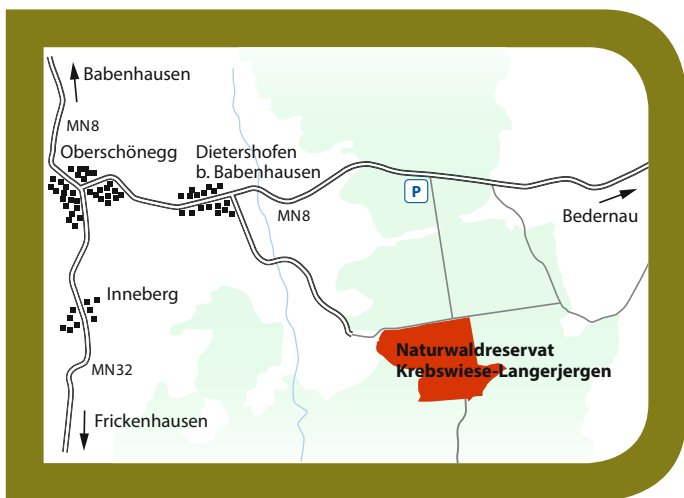 Babenhausen
MN8
Oberschönegg
Dietershofen
b. Babenhausen
P
MN8
Bedernau
Inneberg
Naturwaldreservat
Krebswiese-Langerjergen
MN32
Frickenhausen